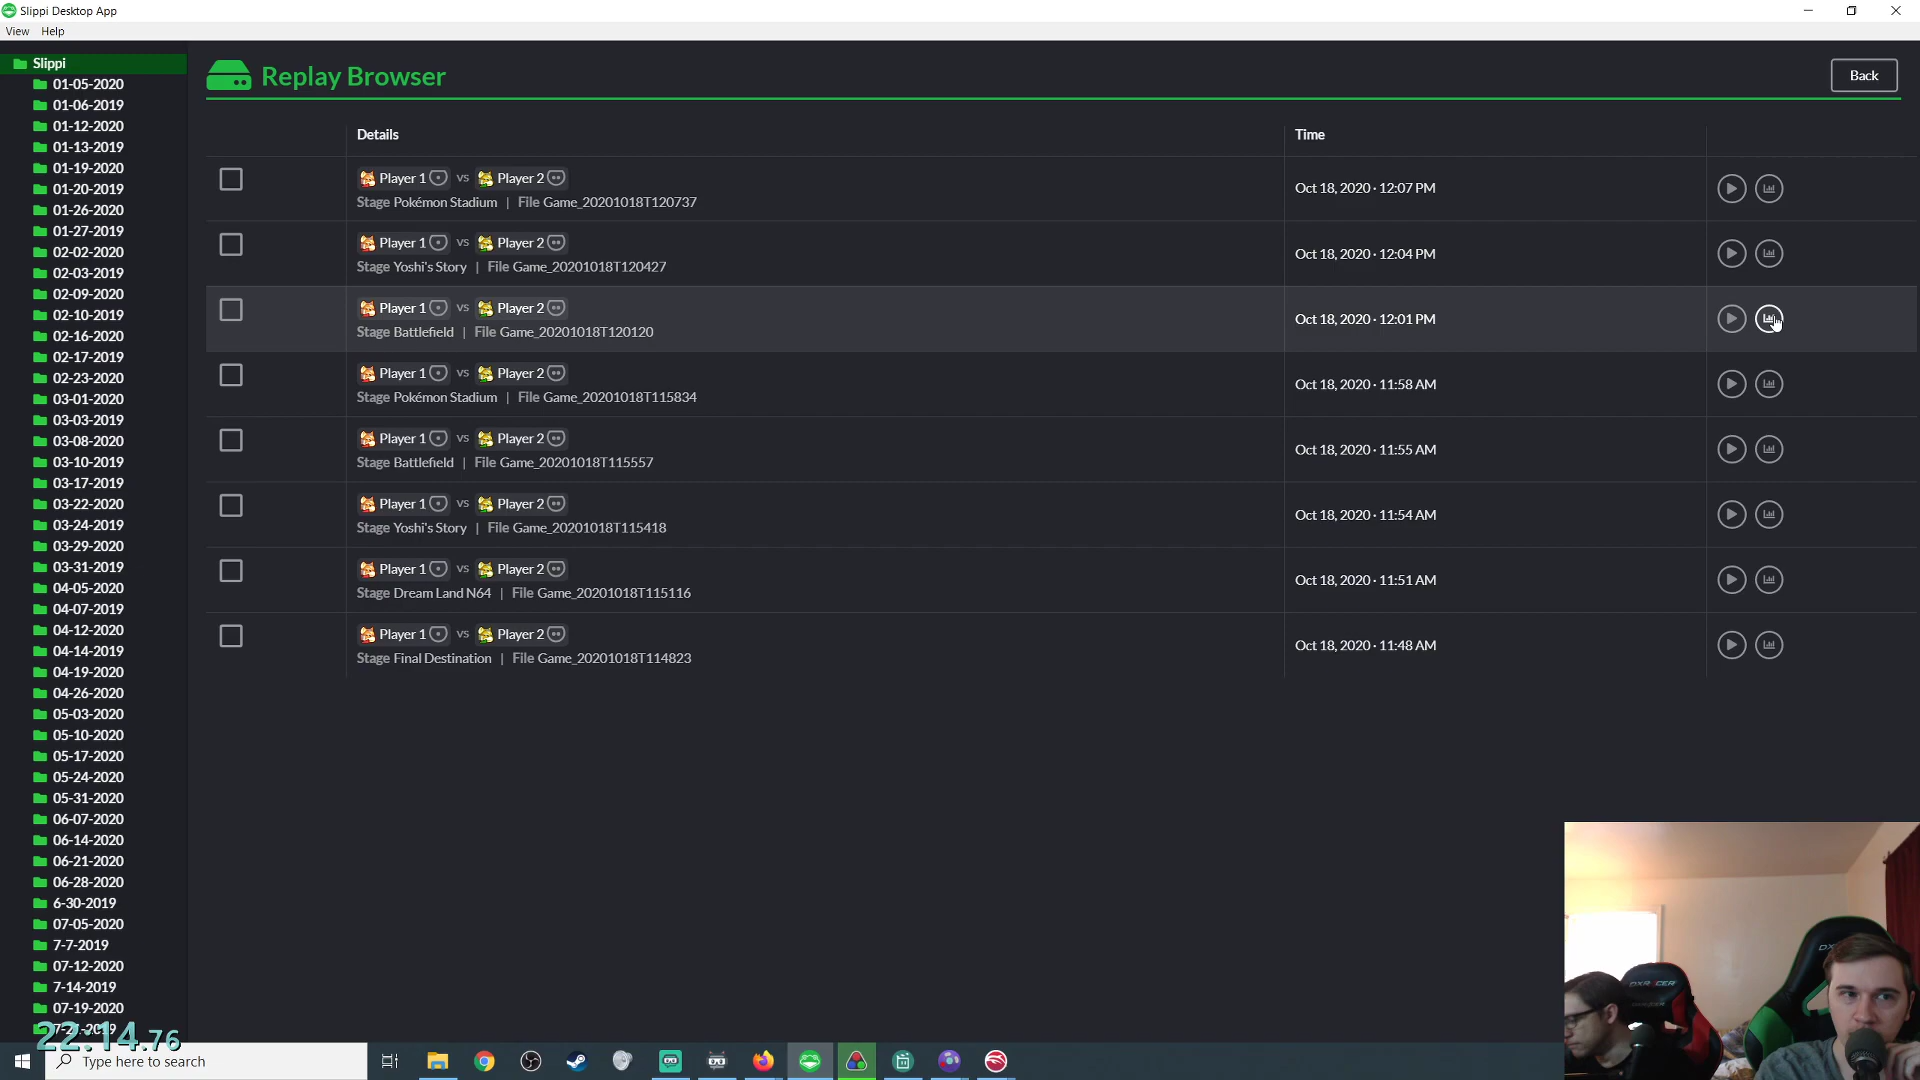 Slippi Desktop App
View Help
Slippi
01-05-2020
01-06-2019
01-12-2020
01-13-2019
01-19-2020
01-20-2019
01-26-2020
01-27-2019
02-02-2020
02-03-2019
02-09-2020
02-10-2019
02-16-2020
02-17-2019
02-23-2020
03-01-2020
03-03-2019
03-08-2020
03-10-2019
03-17-2019
03-22-2020
03-24-2019
03-29-2020
03-31-2019
04-05-2020
04-07-2019
04-12-2020
04-14-2019
04-19-2020
04-26-2020
05-03-2020
05-10-2020
05-17-2020
05-24-2020
05-31-2020
06-07-2020
06-14-2020
06-21-2020
06-28-2020
6-30-2019
07-05-2020
7-7-2019
07-12-2020
7-14-2019
07-19-2020
22:14.76
Replay Browser
Back
Details Time
Player 1 vs Player 2
Stage Pokémon Stadium | File Game_20201018T120737
Oct 18, 2020 · 12:07 PM
Player 1 vs Player 2
Stage Yoshi's Story | File Game_20201018T120427
Oct 18, 2020 · 12:04 PM
Player 1 vs Player 2
Stage Battlefield | File Game_20201018T120120
Oct 18, 2020 · 12:01 PM
Player 1 vs Player 2
Stage Pokémon Stadium | File Game_20201018T115834
Oct 18, 2020 · 11:58 AM
Player 1 vs Player 2
Stage Battlefield | File Game_20201018T115557
Oct 18, 2020 · 11:55 AM
Player 1 vs Player 2
Stage Yoshi's Story | File Game_20201018T115418
Oct 18, 2020 · 11:54 AM
Player 1 vs Player 2
Stage Dream Land N64 | File Game_20201018T115116
Oct 18, 2020 · 11:51 AM
Player 1 vs Player 2
Stage Final Destination | File Game_20201018T114823
Oct 18, 2020 · 11:48 AM
Type here to search